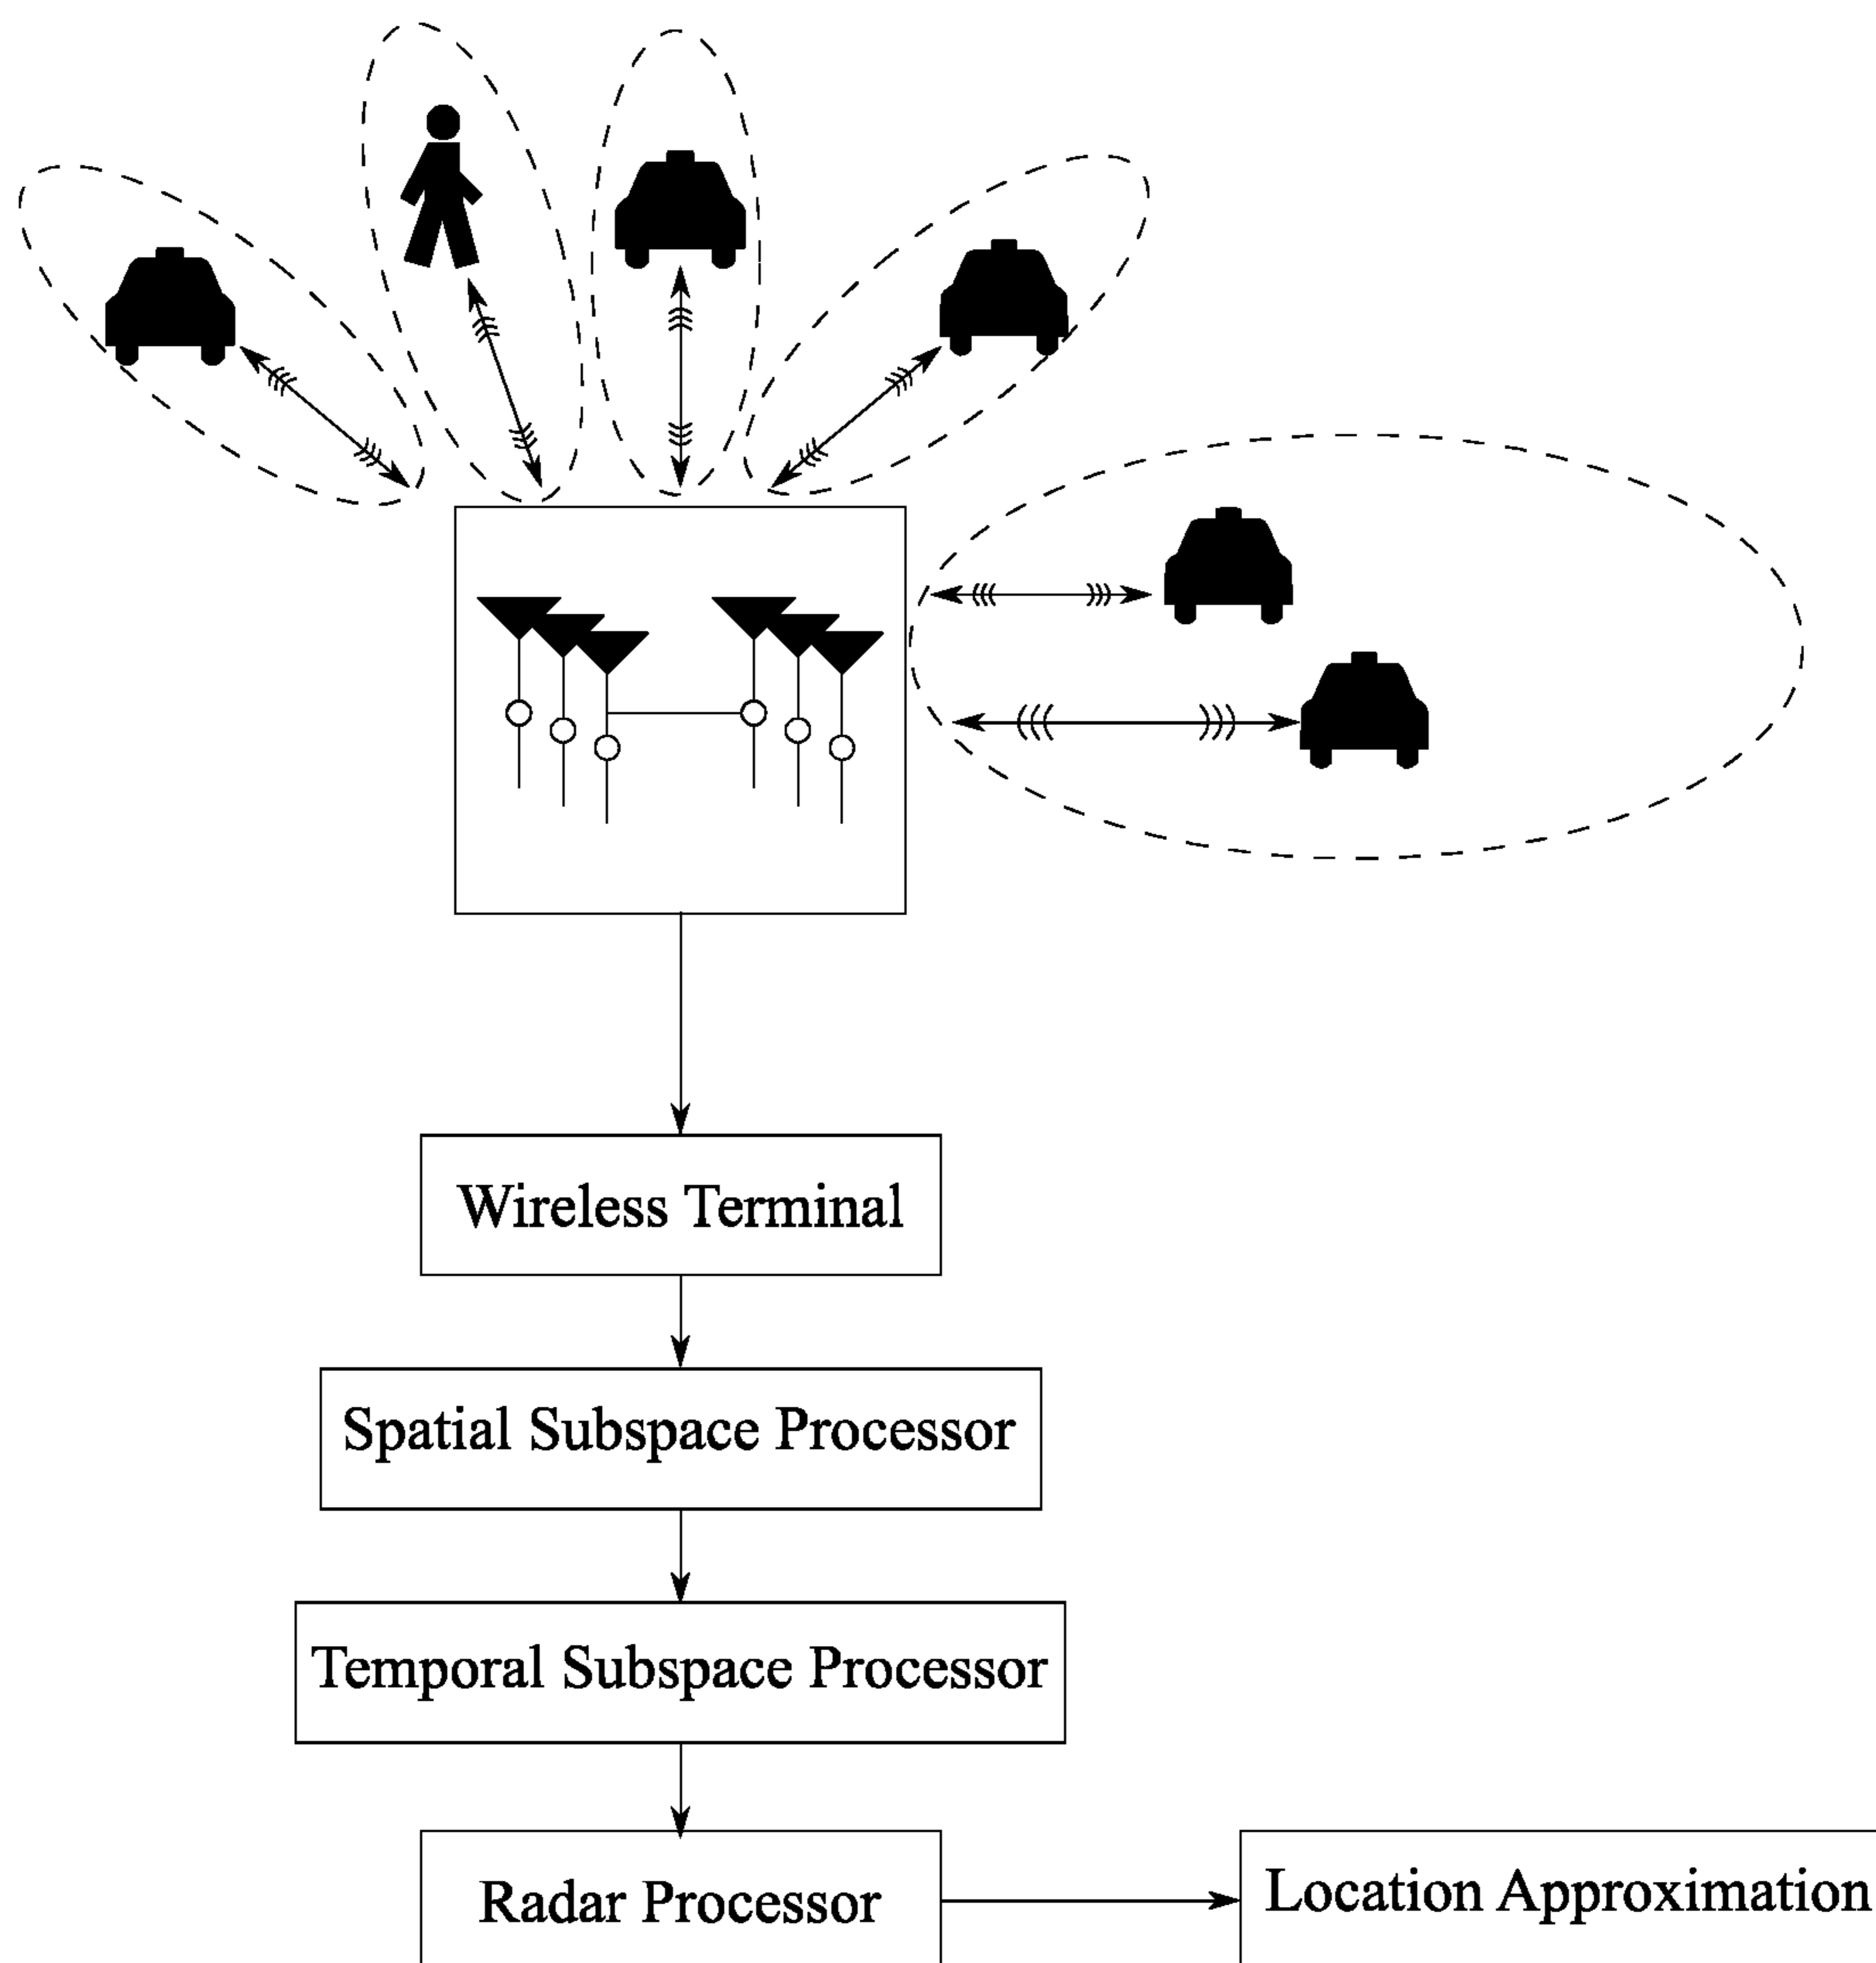 Wireless Terminal
Spatial Subspace Processor
Temporal Subspace Processor
Radar Processor
Location Approximation